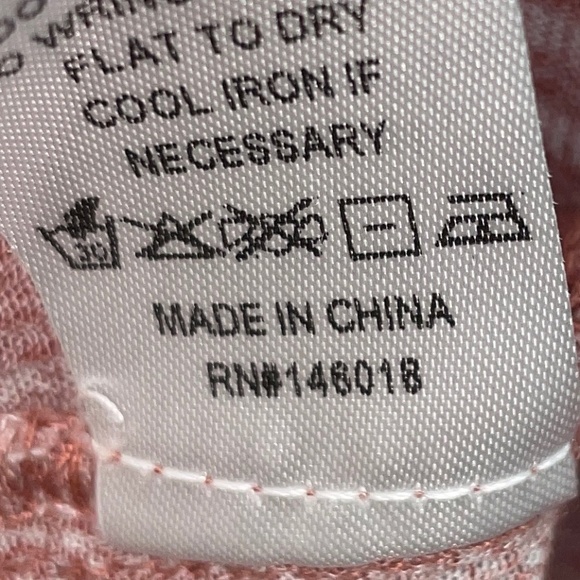 FLAT TO DRY
COOL IRON IF
NECESSARY
30
MADE IN CHINA
RN#146018